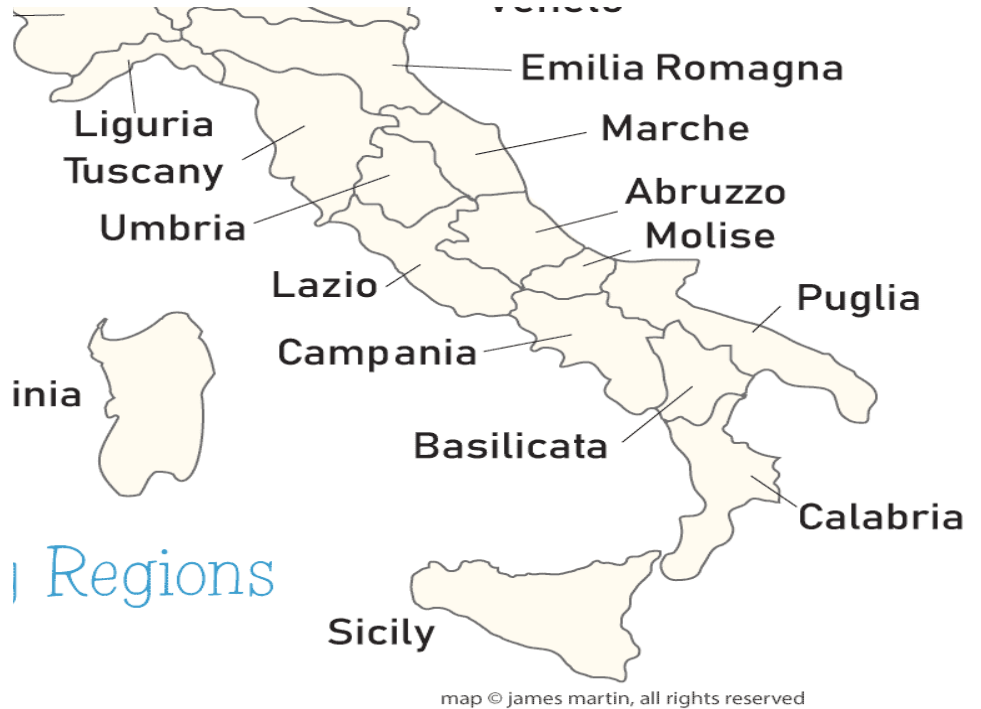 Veneto
Emilia Romagna
Liguria
Marche
Tuscany
Abruzzo
Umbria
Molise
Lazio
Puglia
Campania
inia
Basilicata
Calabria
Regions
Sicily
map © james martin, all rights reserved